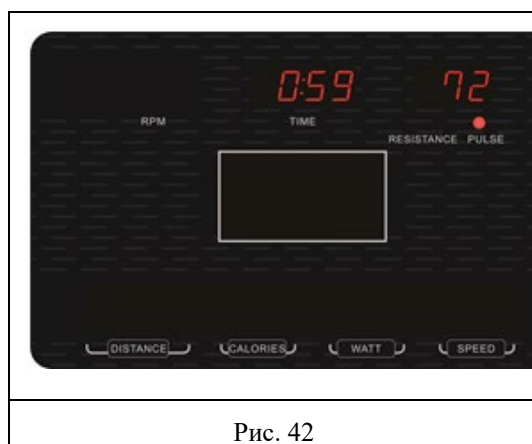 0:59 72
RPM TIME
RESISTANCE PULSE
DISTANCE CALORIES WATT SPEED
Рис. 42